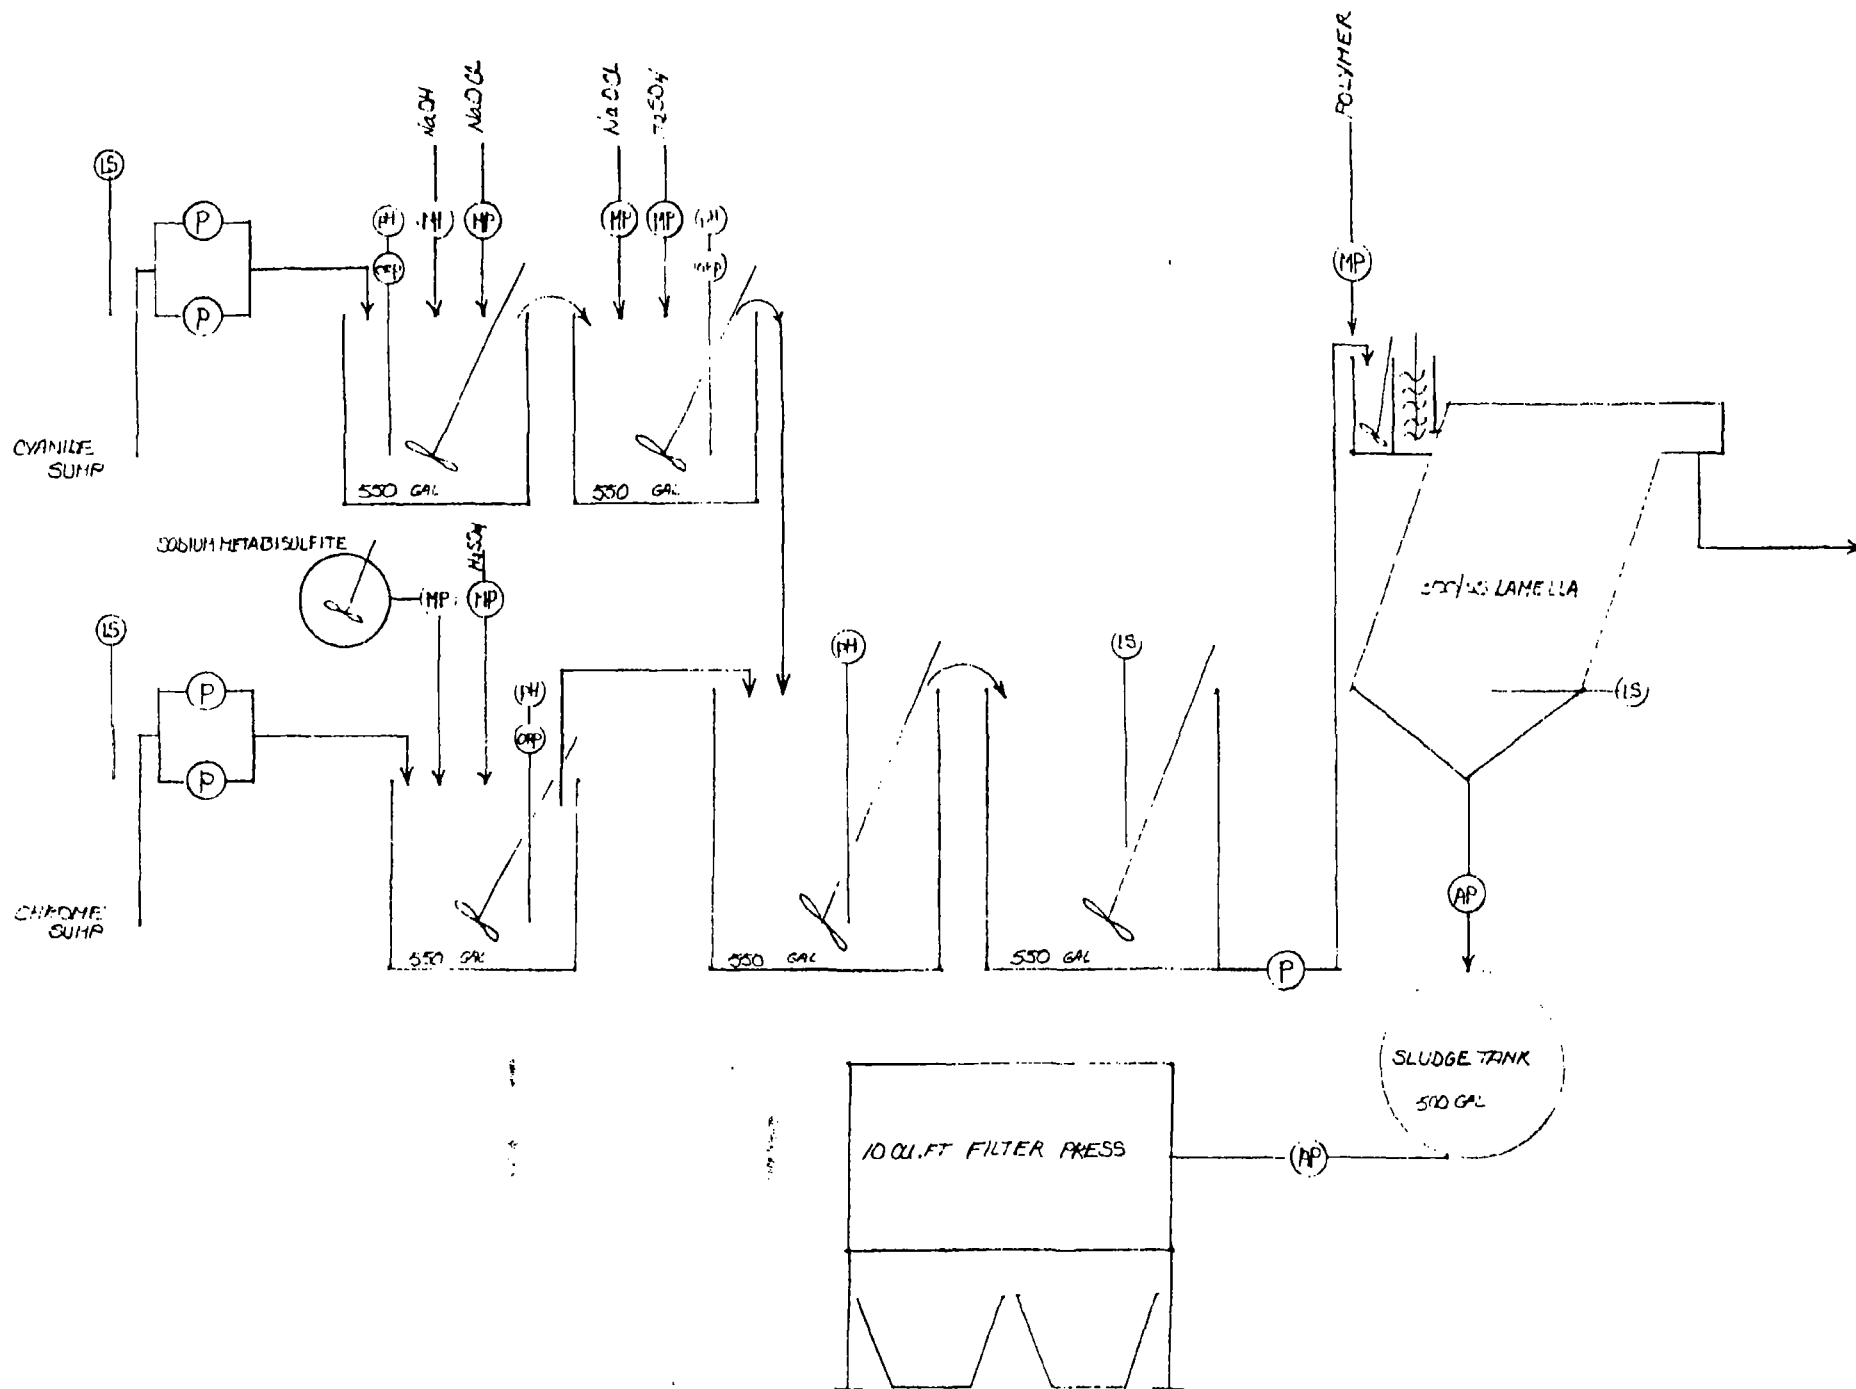 POLYMER
NaOH
NaOCL
NaOCL
LS
P
pH
MP
MP
MP
pH
ORP
MP
P
CYANIDE
SUMP
550 GAL
550 GAL
SODIUM METABISULFITE
H2SO4
MP
MP
LAMELLA
LS
pH
LS
P
pH
LS
ORP
P
AP
CHROME
SUMP
550 GAL
550 GAL
550 GAL
P
SLUDGE TANK
500 GAL
10 CU.FT FILTER PRESS
AP